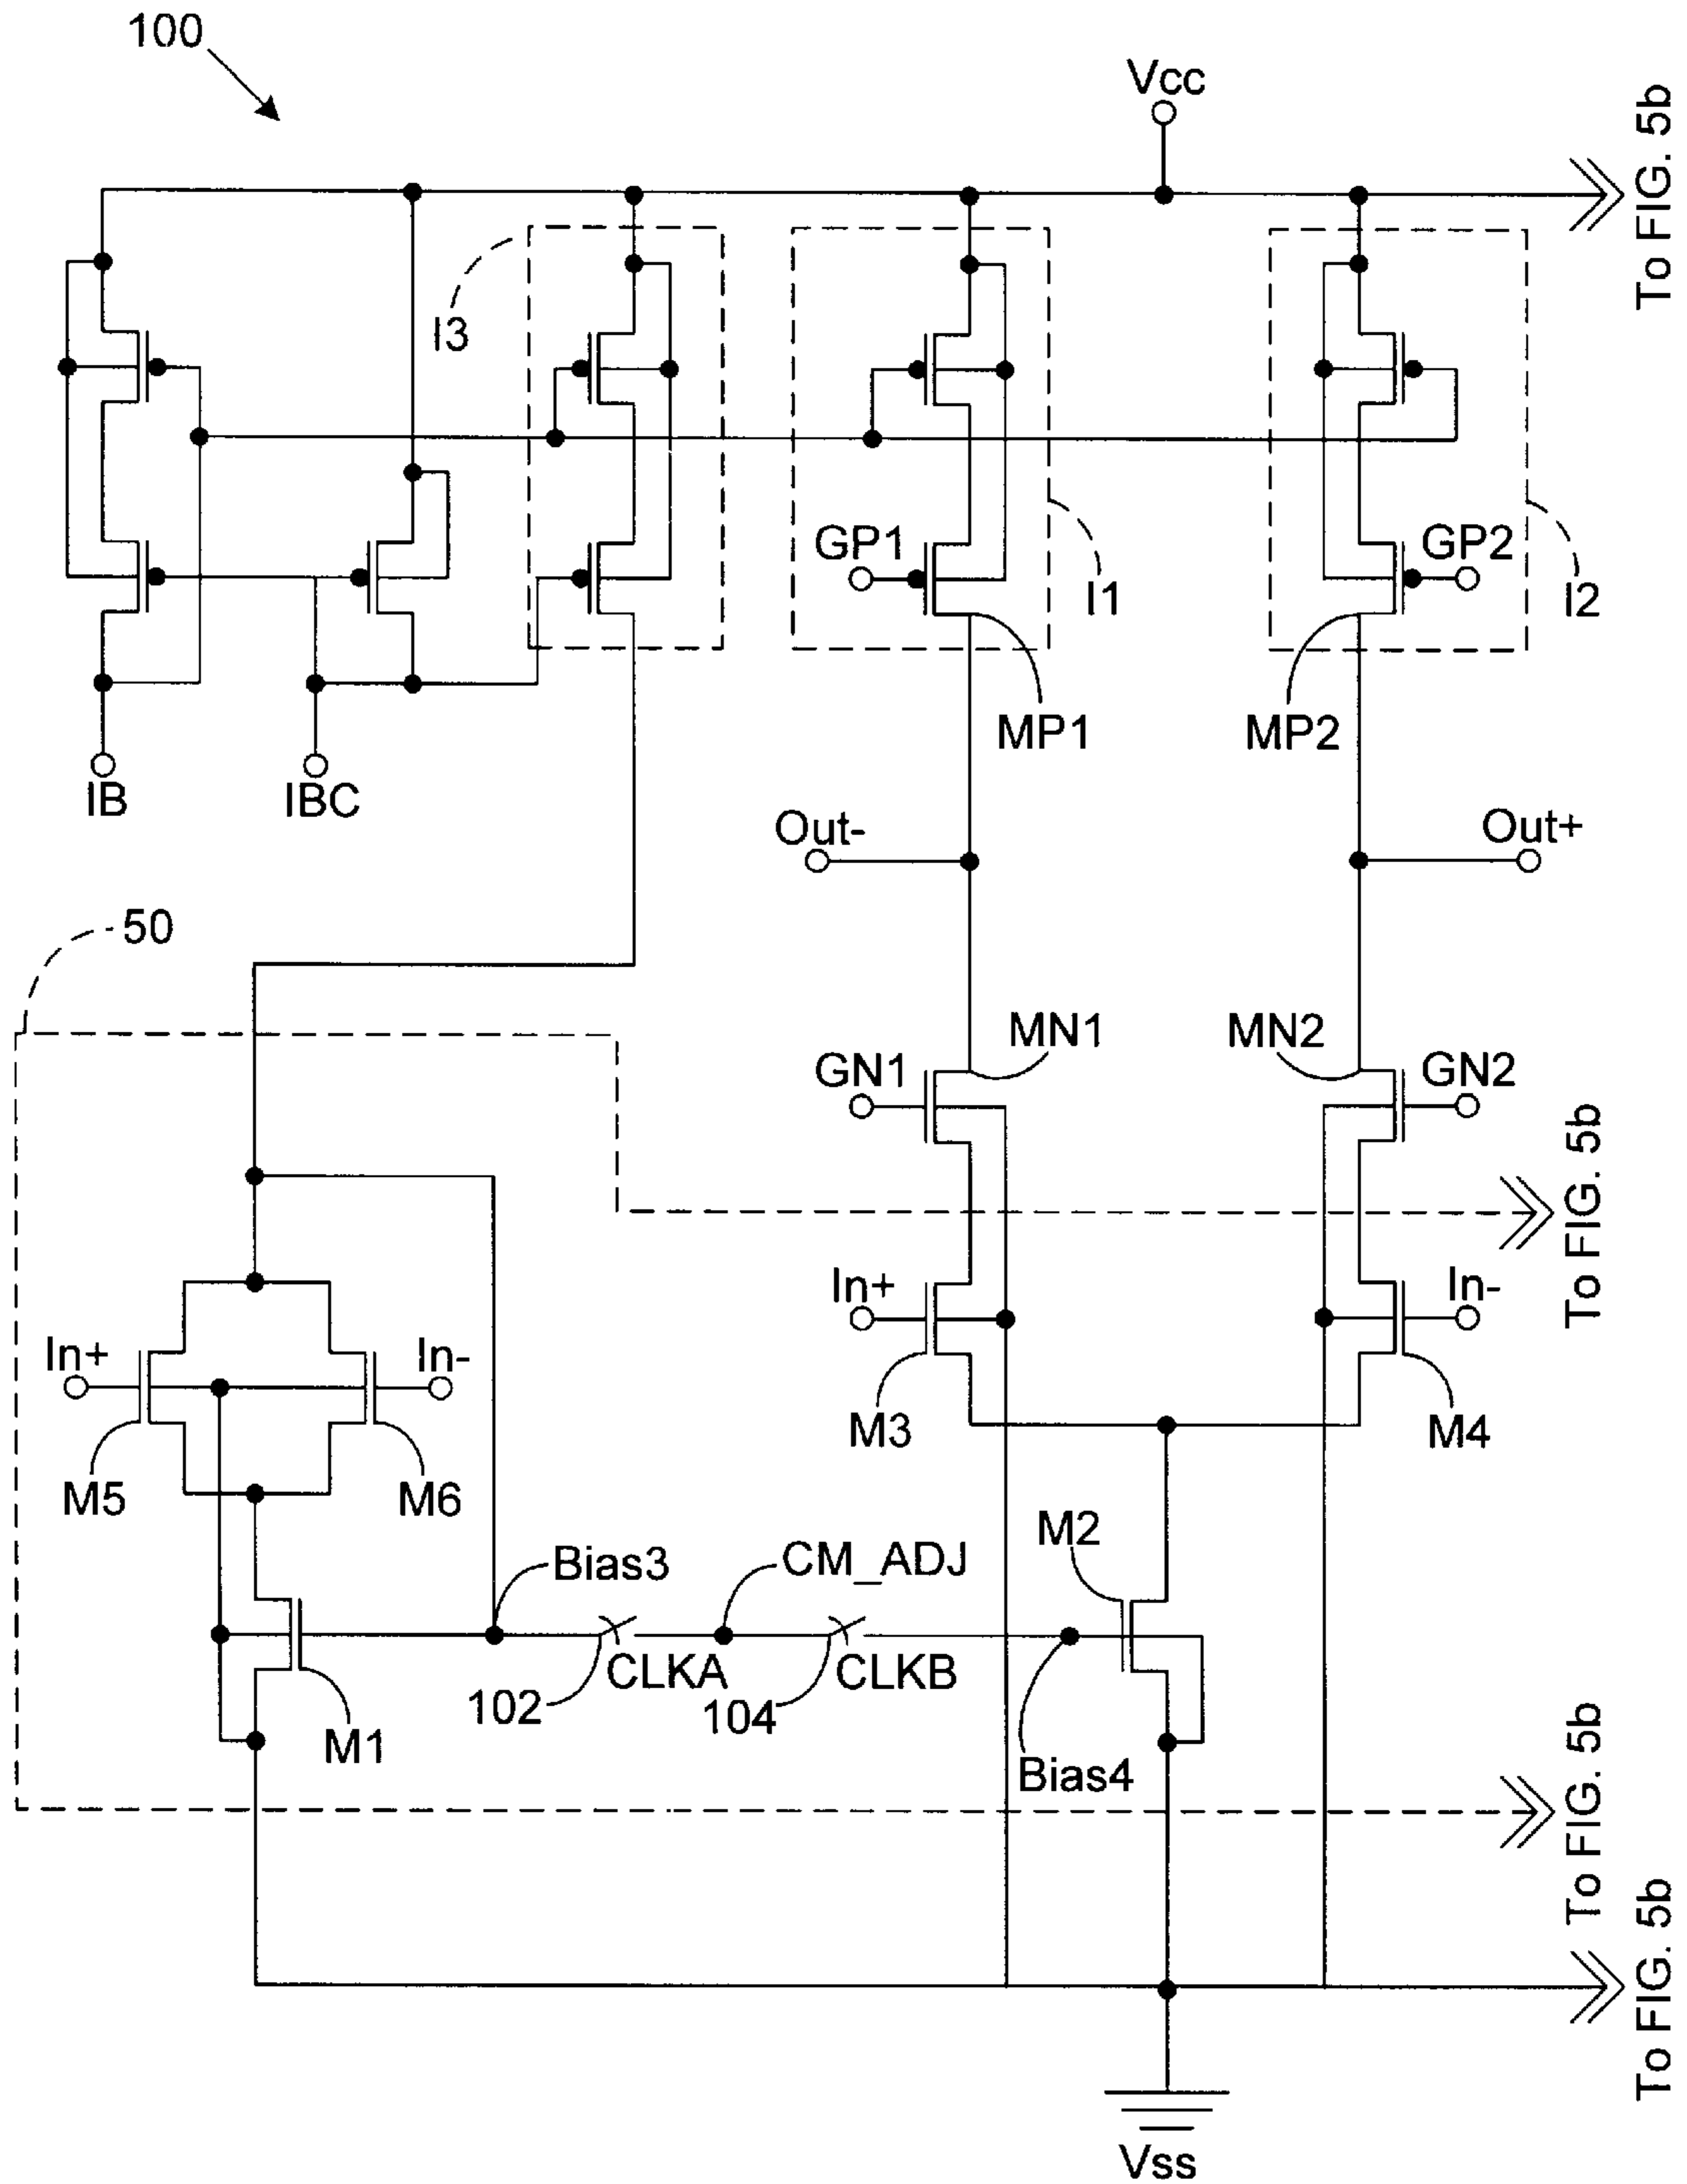 100
Vcc
To FIG. 5b
I3
GP1
GP2
I1
I2
MP1
MP2
IB
IBC
Out-
Out+
50
MN1
MN2
GN1
GN2
To FIG. 5b
In+
In-
In+
In-
M3
M4
M5
M6
M2
Bias3
CM_ADJ
CLKA
CLKB
102
104
M1
Bias4
To FIG. 5b
To FIG. 5b
Vss